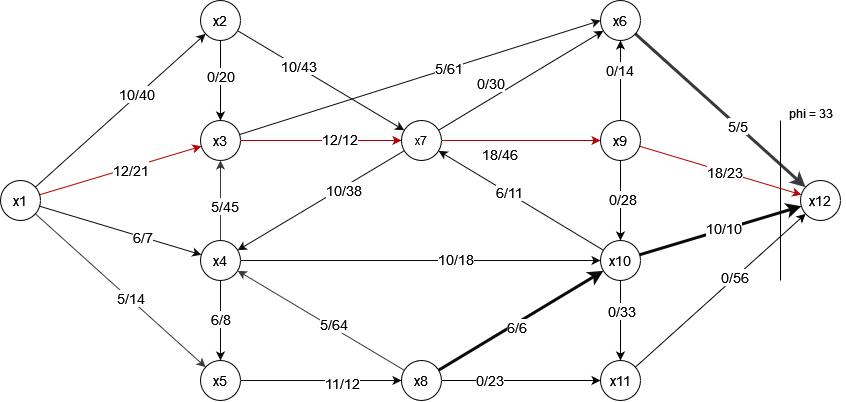 x2
x6
10/43
5/61
0/20
0/30
0/14
10/40
5/5
phi = 33
x3
12/12
x7
18/46
x9
12/21
18/23
x1
5/45
10/38
6/11
0/28
x12
6/7
10/10
x4
10/18
x10
0/56
5/14
6/8
5/64
6/6
0/33
x5
11/12
x8
0/23
x11